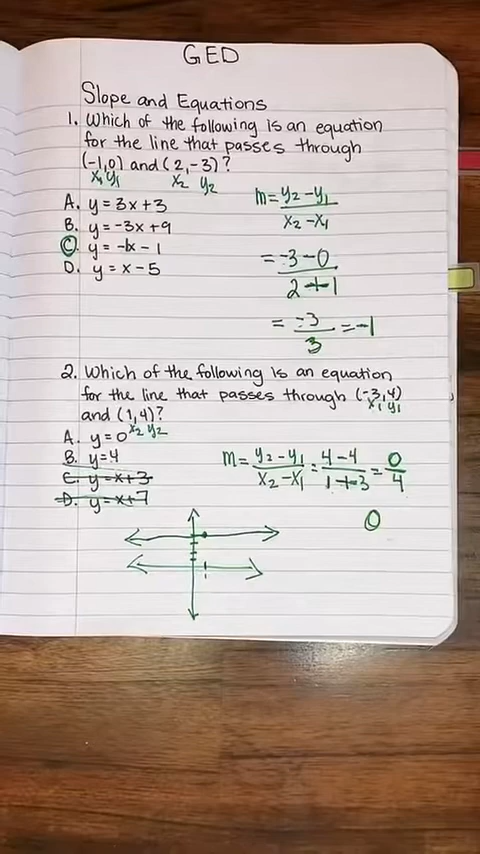 GED
Slope and Equations
1. Which of the following is an equation
for the line that passes through
(-1,0) and (2,-3)?
x₁ y₁ x₂ y₂
A. y=3x+3
B. y=-3x+9
C. y=-1x-1
D. y=x-5
m=y₂-y₁
x₂-x₁
=-3-0
2+1
=-3
3
=-1
2. Which of the following is an equation
for the line that passes through (-3,4)
x₁ y₁
and (1,4)?
x₂ y₂
A. y=0
B. y=4
C. y=x+3
D. y=x+7
m=y₂-y₁=4-4=0
x₂-x₁ 1+3 4
0